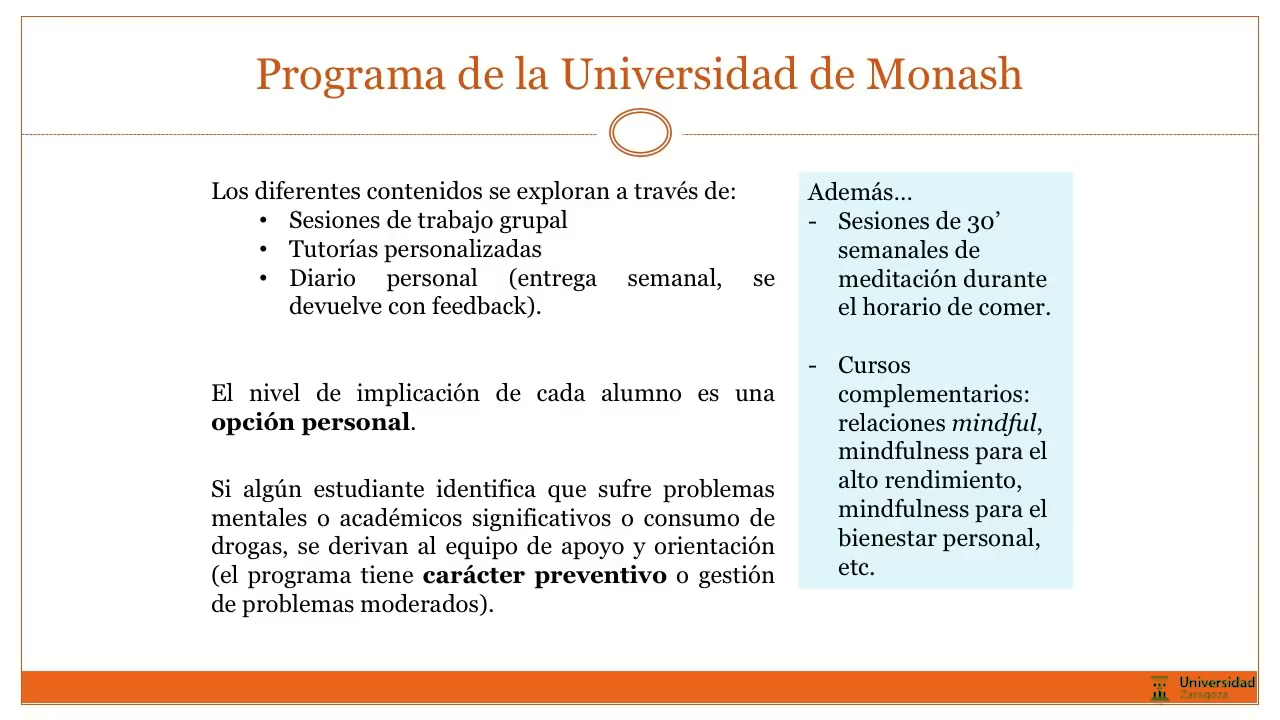 Programa de la Universidad de Monash
Los diferentes contenidos se exploran a través de:
• Sesiones de trabajo grupal
• Tutorías personalizadas
• Diario personal (entrega semanal, se
devuelve con feedback).
El nivel de implicación de cada alumno es una
opción personal.
Si algún estudiante identifica que sufre problemas
mentales o académicos significativos o consumo de
drogas, se derivan al equipo de apoyo y orientación
(el programa tiene carácter preventivo o gestión
de problemas moderados).
Además...
- Sesiones de 30’
semanales de
meditación durante
el horario de comer.
- Cursos
complementarios:
relaciones mindful,
mindfulness para el
alto rendimiento,
mindfulness para el
bienestar personal,
etc.
Universidad
Zaragoza